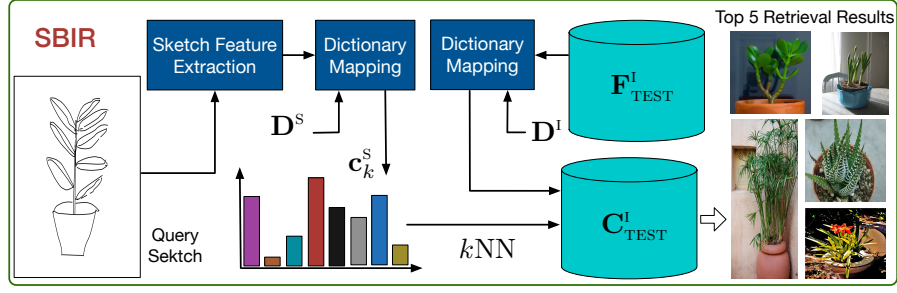 SBIR
Sketch Feature
Extraction
Dictionary
Mapping
Dictionary
Mapping
F^I_TEST
Top 5 Retrieval Results
D^S
D^I
c^S_k
C^I_TEST
Query
Sektch
kNN